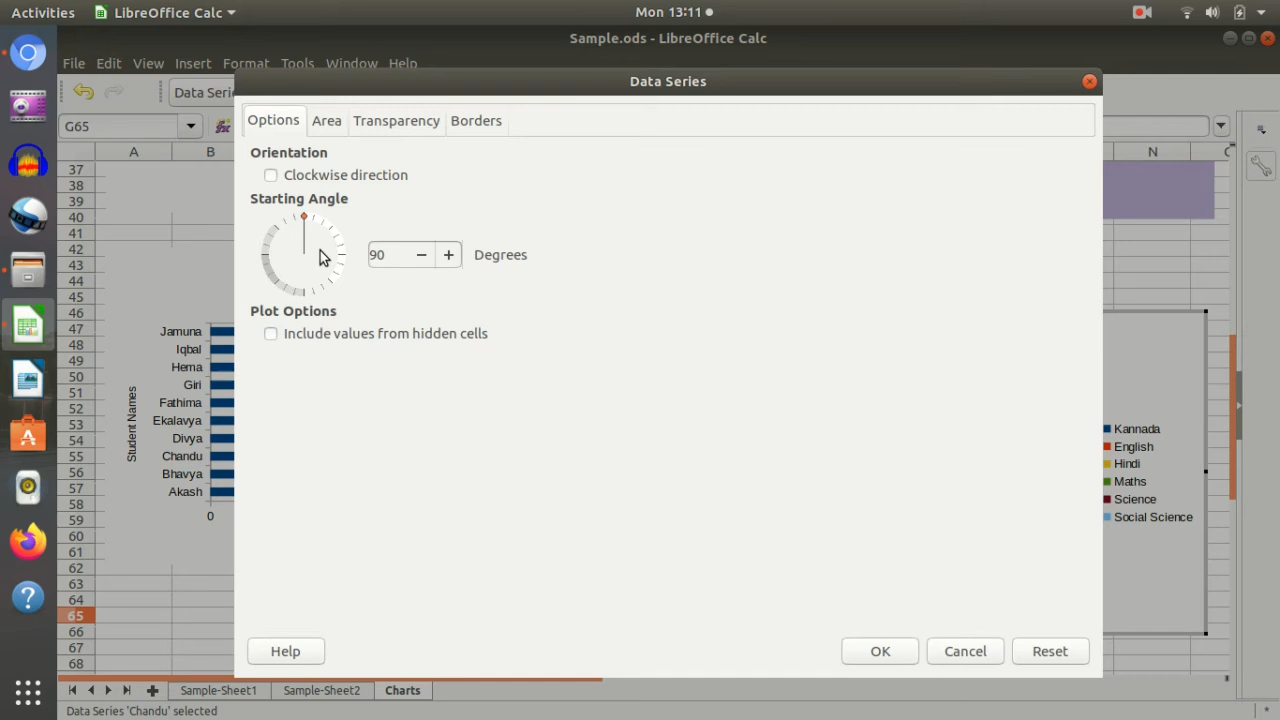 Activities LibreOffice Calc Mon 13:11
Sample.ods - LibreOffice Calc
File Edit View Insert Format Tools Window Help
Data Series
G65
A B N
37
38
39
40
41
42
43
44
45
46
47
48
49
50
51
52
53
54
55
56
57
58
59
60
61
62
63
64
65
66
67
68
Student Names
Jamuna
Iqbal
Hema
Giri
Fathima
Ekalavya
Divya
Chandu
Bhavya
Akash
0
Options Area Transparency Borders
Orientation
Clockwise direction
Starting Angle
90 Degrees
Plot Options
Include values from hidden cells
Help OK Cancel Reset
Kannada
English
Hindi
Maths
Science
Social Science
Sample-Sheet1 Sample-Sheet2 Charts
Data Series 'Chandu' selected